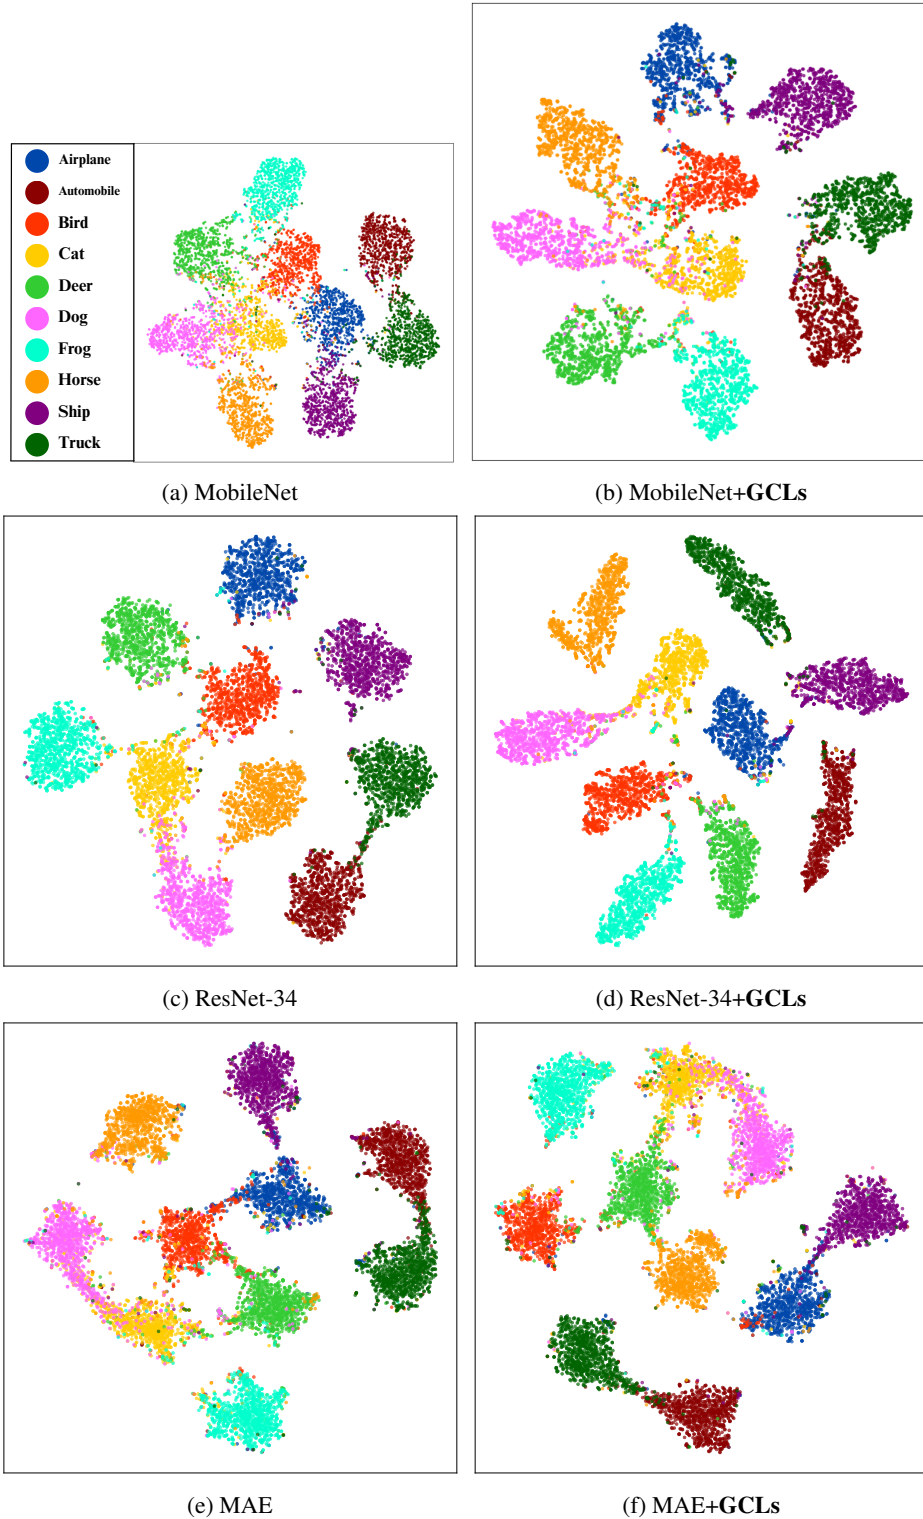 Airplane
Automobile
Bird
Cat
Deer
Dog
Frog
Horse
Ship
Truck
(a) MobileNet
(b) MobileNet+GCLs
(c) ResNet-34
(d) ResNet-34+GCLs
(e) MAE
(f) MAE+GCLs